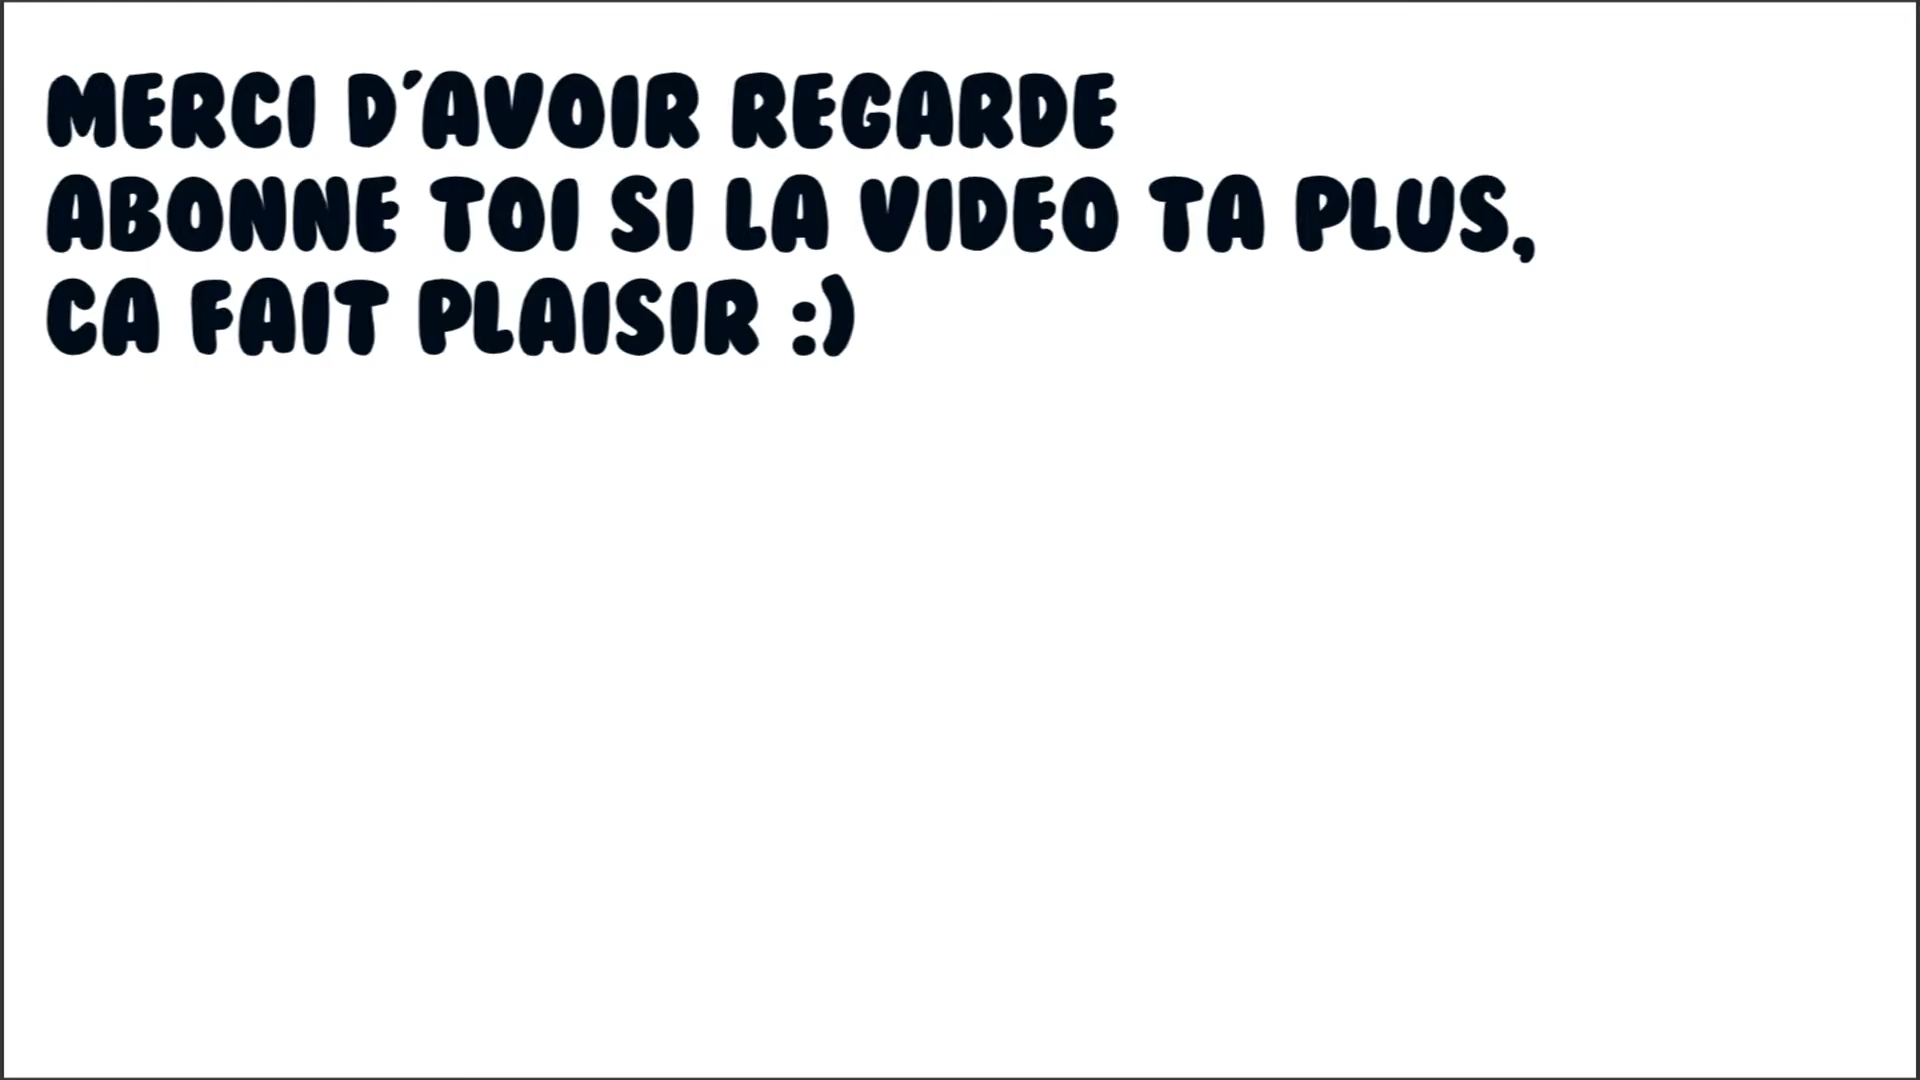 MERCI D'AVOIR REGARDE
ABONNE TOI SI LA VIDEO TA PLUS,
CA FAIT PLAISIR :)